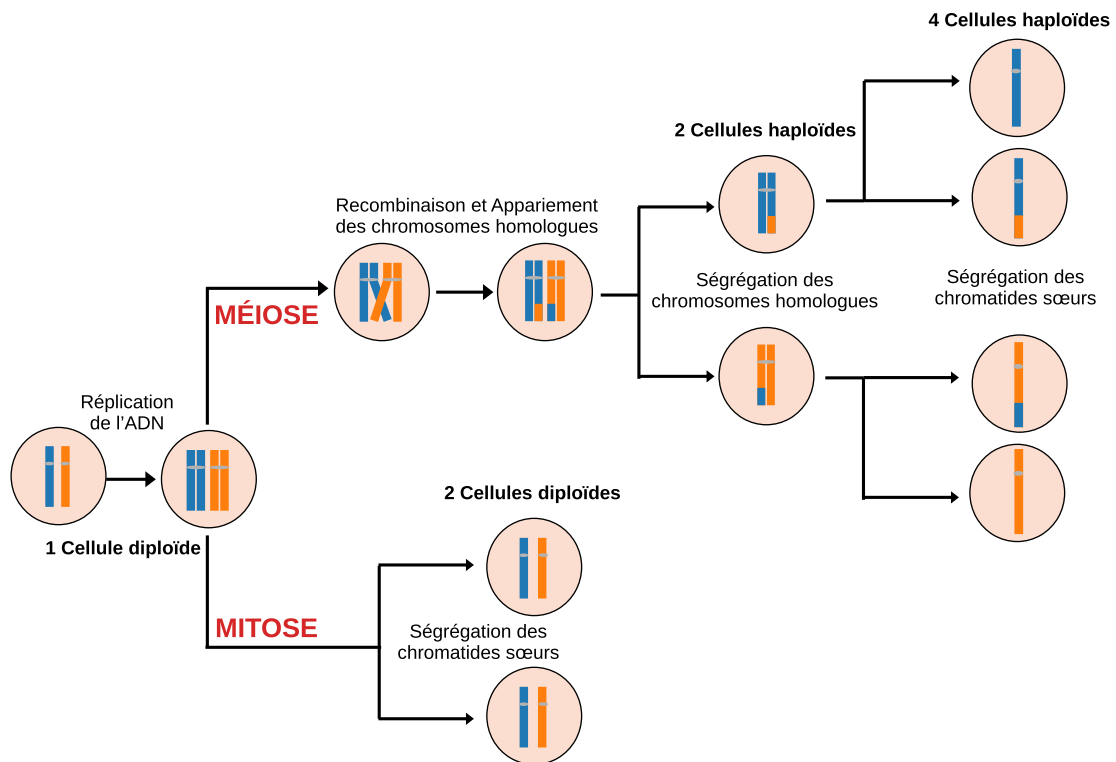 4 Cellules haploïdes
2 Cellules haploïdes
Recombinaison et Appariement
des chromosomes homologues
Ségrégation des
chromosomes homologues
Ségrégation des
chromatides sœurs
MÉIOSE
Réplication
de l'ADN
1 Cellule diploïde
2 Cellules diploïdes
MITOSE
Ségrégation des
chromatides sœurs